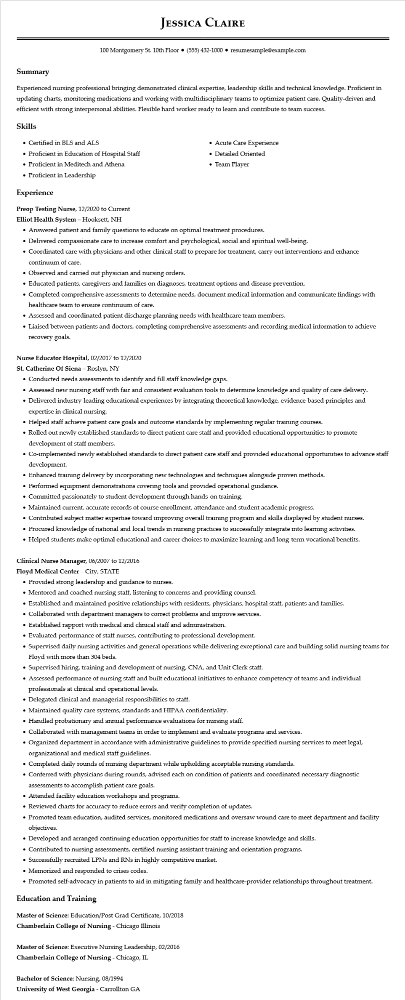 Jessica Claire
100 Montgomery St. 10th Floor ● (555) 432-1000 ● resumesample@example.com
Summary
Experienced nursing professional bringing demonstrated clinical expertise, leadership skills and technical knowledge. Proficient in
updating charts, monitoring medications and working with multidisciplinary teams to optimize patient care. Quality-driven and
efficient with strong interpersonal abilities. Flexible hard worker ready to learn and contribute to team success.
Skills
• Certified in BLS and ALS
• Proficient in Education of Hospital Staff
• Proficient in Meditech and Athena
• Proficient in Leadership
• Acute Care Experience
• Detailed Oriented
• Team Player
Experience
Preop Testing Nurse, 12/2020 to Current
Elliot Health System – Hooksett, NH
• Answered patient and family questions to educate on optimal treatment procedures.
• Delivered compassionate care to increase comfort and psychological, social and spiritual well-being.
• Coordinated care with physicians and other clinical staff to prepare for treatment, carry out interventions and enhance
continuum of care.
• Observed and carried out physician and nursing orders.
• Educated patients, caregivers and families on diagnoses, treatment options and disease prevention.
• Completed comprehensive assessments to determine needs, document medical information and communicate findings with
healthcare team to ensure continuum of care.
• Assessed and coordinated patient discharge planning needs with healthcare team members.
• Liaised between patients and doctors, completing comprehensive assessments and recording medical information to achieve
recovery goals.
Nurse Educator Hospital, 02/2017 to 12/2020
St. Catherine Of Siena – Roslyn, NY
• Conducted needs assessments to identify and fill staff knowledge gaps.
• Assessed new nursing staff with fair and consistent evaluation tools to determine knowledge and quality of care delivery.
• Delivered industry-leading educational experiences by integrating theoretical knowledge, evidence-based principles and
expertise in clinical nursing.
• Helped staff achieve patient care goals and outcome standards by implementing regular training courses.
• Rolled out newly established standards to direct patient care staff and provided educational opportunities to promote
development of staff members.
• Co-implemented newly established standards to direct patient care staff and provided educational opportunities to advance staff
development.
• Enhanced training delivery by incorporating new technologies and techniques alongside proven methods.
• Performed equipment demonstrations covering tools and provided operational guidance.
• Committed passionately to student development through hands-on training.
• Maintained current, accurate records of course enrollment, attendance and student academic progress.
• Contributed subject matter expertise toward improving overall training program and skills displayed by student nurses.
• Procured knowledge of national and local trends in nursing practices to successfully integrate into learning activities.
• Helped students make optimal educational and career choices to maximize learning and long-term vocational benefits.
Clinical Nurse Manager, 06/2007 to 12/2016
Floyd Medical Center – City, STATE
• Provided strong leadership and guidance to nurses.
• Mentored and coached nursing staff, listening to concerns and providing counsel.
• Established and maintained positive relationships with residents, physicians, hospital staff, patients and families.
• Collaborated with department managers to correct problems and improve services.
• Established rapport with medical and clinical staff and administration.
• Evaluated performance of staff nurses, contributing to professional development.
• Supervised daily nursing activities and general operations while delivering exceptional care and building solid nursing teams for
Floyd with more than 304 beds.
• Supervised hiring, training and development of nursing, CNA, and Unit Clerk staff.
• Assessed performance of nursing staff and built educational initiatives to enhance competency of teams and individual
professionals at clinical and operational levels.
• Delegated clinical and managerial responsibilities to staff.
• Maintained quality care systems, standards and HIPAA confidentiality.
• Handled probationary and annual performance evaluations for nursing staff.
• Collaborated with management teams in order to implement and evaluate programs and services.
• Organized department in accordance with administrative guidelines to provide specified nursing services to meet legal,
organizational and medical staff guidelines.
• Completed daily rounds of nursing department while upholding acceptable nursing standards.
• Conferred with physicians during rounds, advised each on condition of patients and coordinated necessary diagnostic
assessments to accomplish patient care goals.
• Attended facility education workshops and programs.
• Reviewed charts for accuracy to reduce errors and verify completion of updates.
• Promoted team education, audited services, monitored medications and oversaw wound care to meet department and facility
objectives.
• Developed and arranged continuing education opportunities for staff to increase knowledge and skills.
• Contributed to nursing assessments, certified nursing assistant training and orientation programs.
• Successfully recruited LPNs and RNs in highly competitive market.
• Memorized and responded to crises codes.
• Promoted self-advocacy in patients to aid in mitigating family and healthcare-provider relationships throughout treatment.
Education and Training
Master of Science: Education/Post Grad Certificate, 10/2018
Chamberlain College of Nursing - Chicago Illinois
Master of Science: Executive Nursing Leadership, 02/2016
Chamberlain College of Nursing - Chicago, IL
Bachelor of Science: Nursing, 08/1994
University of West Georgia - Carrollton GA